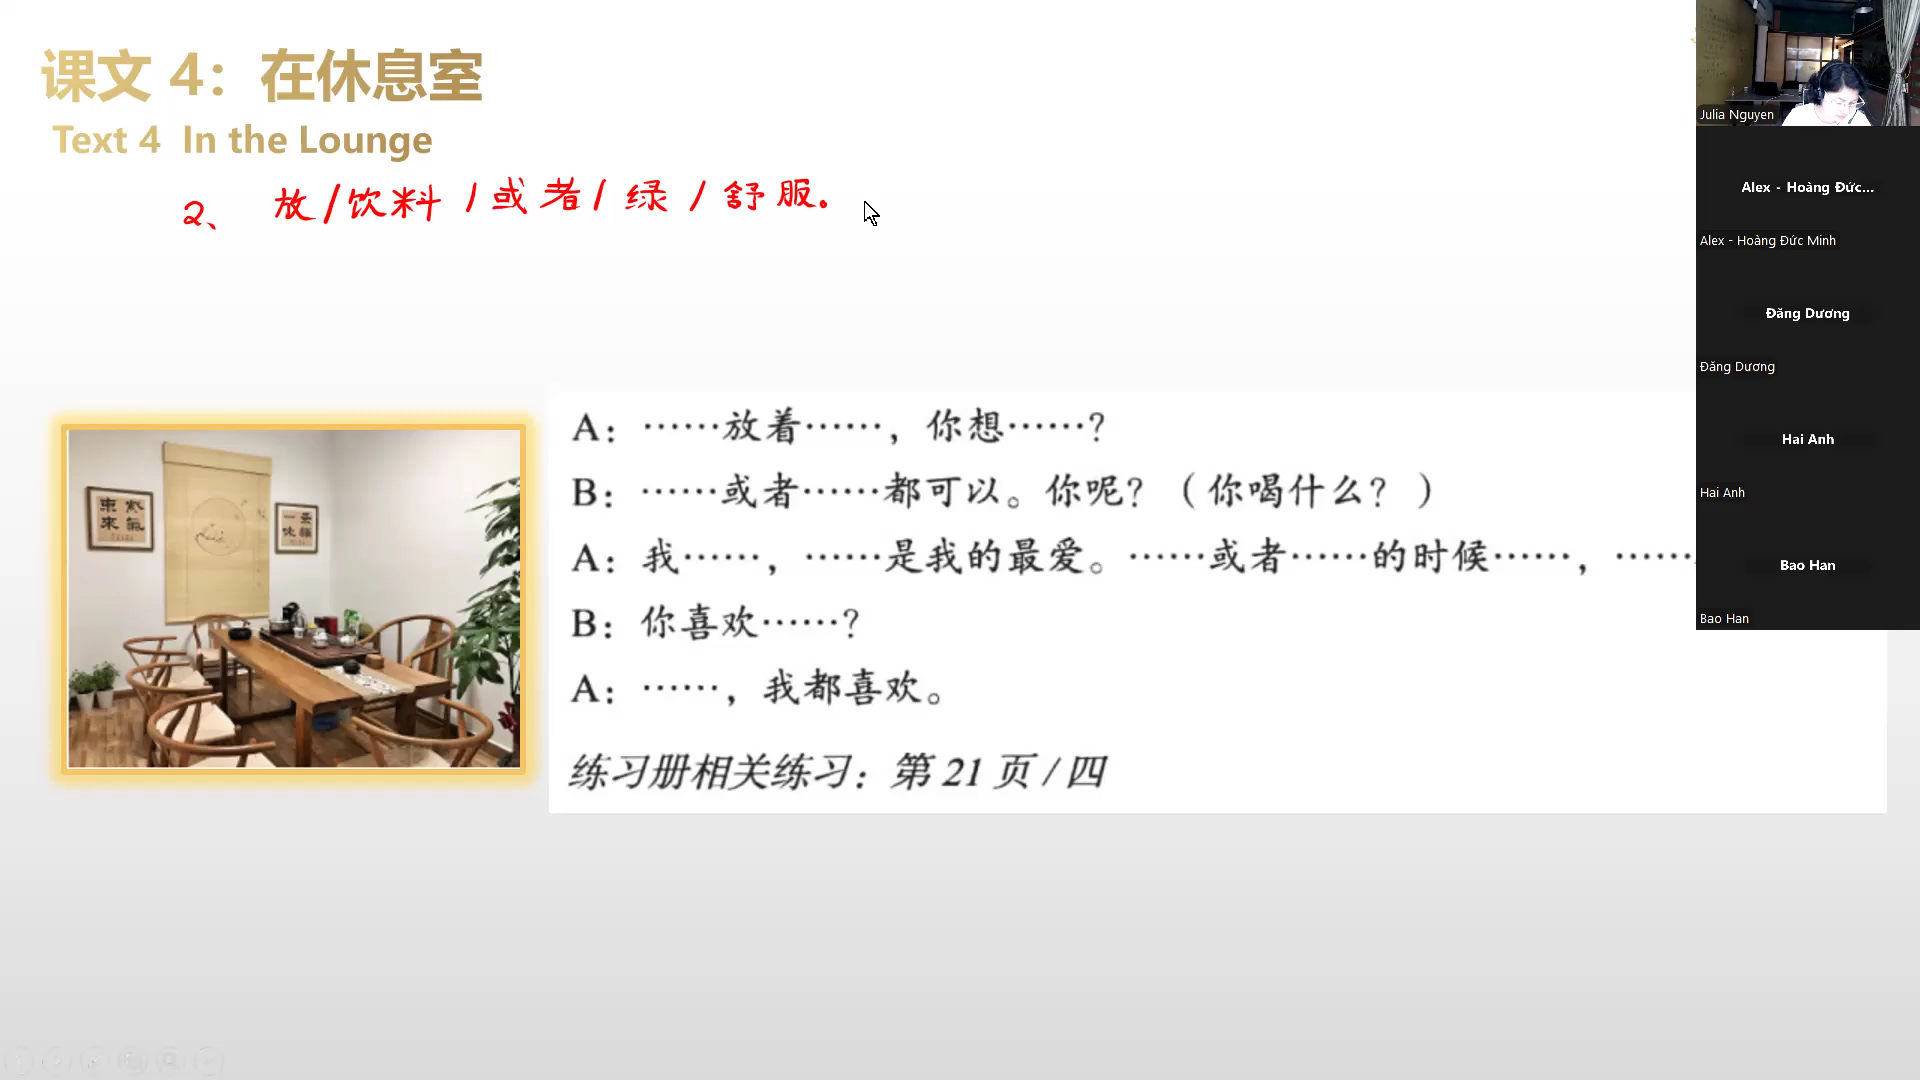 课文 4：在休息室
Text 4 In the Lounge
2、放/饮料/或者/绿/舒服。
A：……放着……，你想……？
B：……或者……都可以。你呢？（你喝什么？）
A：我……，……是我的最爱。……或者……的时候……，……
B：你喜欢……？
A：……，我都喜欢。
练习册相关练习：第 21 页 / 四
Julia Nguyen
Alex - Hoàng Đức...
Alex - Hoàng Đức Minh
Đăng Dương
Đăng Dương
Hai Anh
Hai Anh
Bao Han
Bao Han